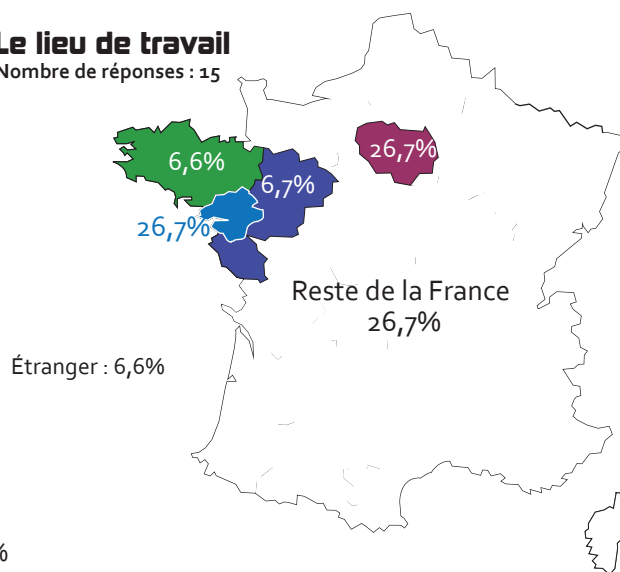 Le lieu de travail
Nombre de réponses : 15
26,7%
6,6%
6,7%
26,7%
Reste de la France
26,7%
Étranger : 6,6%
%